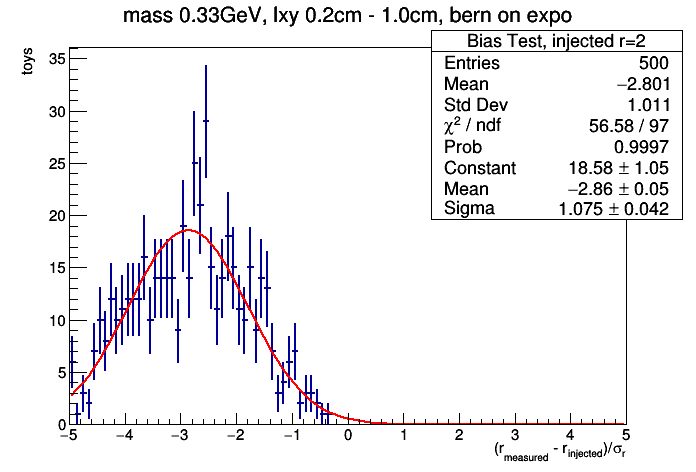 mass 0.33GeV, lxy 0.2cm - 1.0cm, bern on expo
toys
Bias Test, injected r=2
Entries 500
Mean −2.801
Std Dev 1.011
χ² / ndf 56.58 / 97
Prob 0.9997
Constant 18.58 ± 1.05
Mean −2.86 ± 0.05
Sigma 1.075 ± 0.042
35
30
25
20
15
10
5
0
−5 −4 −3 −2 −1 0 1 2 3 4 5
(r_measured - r_injected)/σ_r